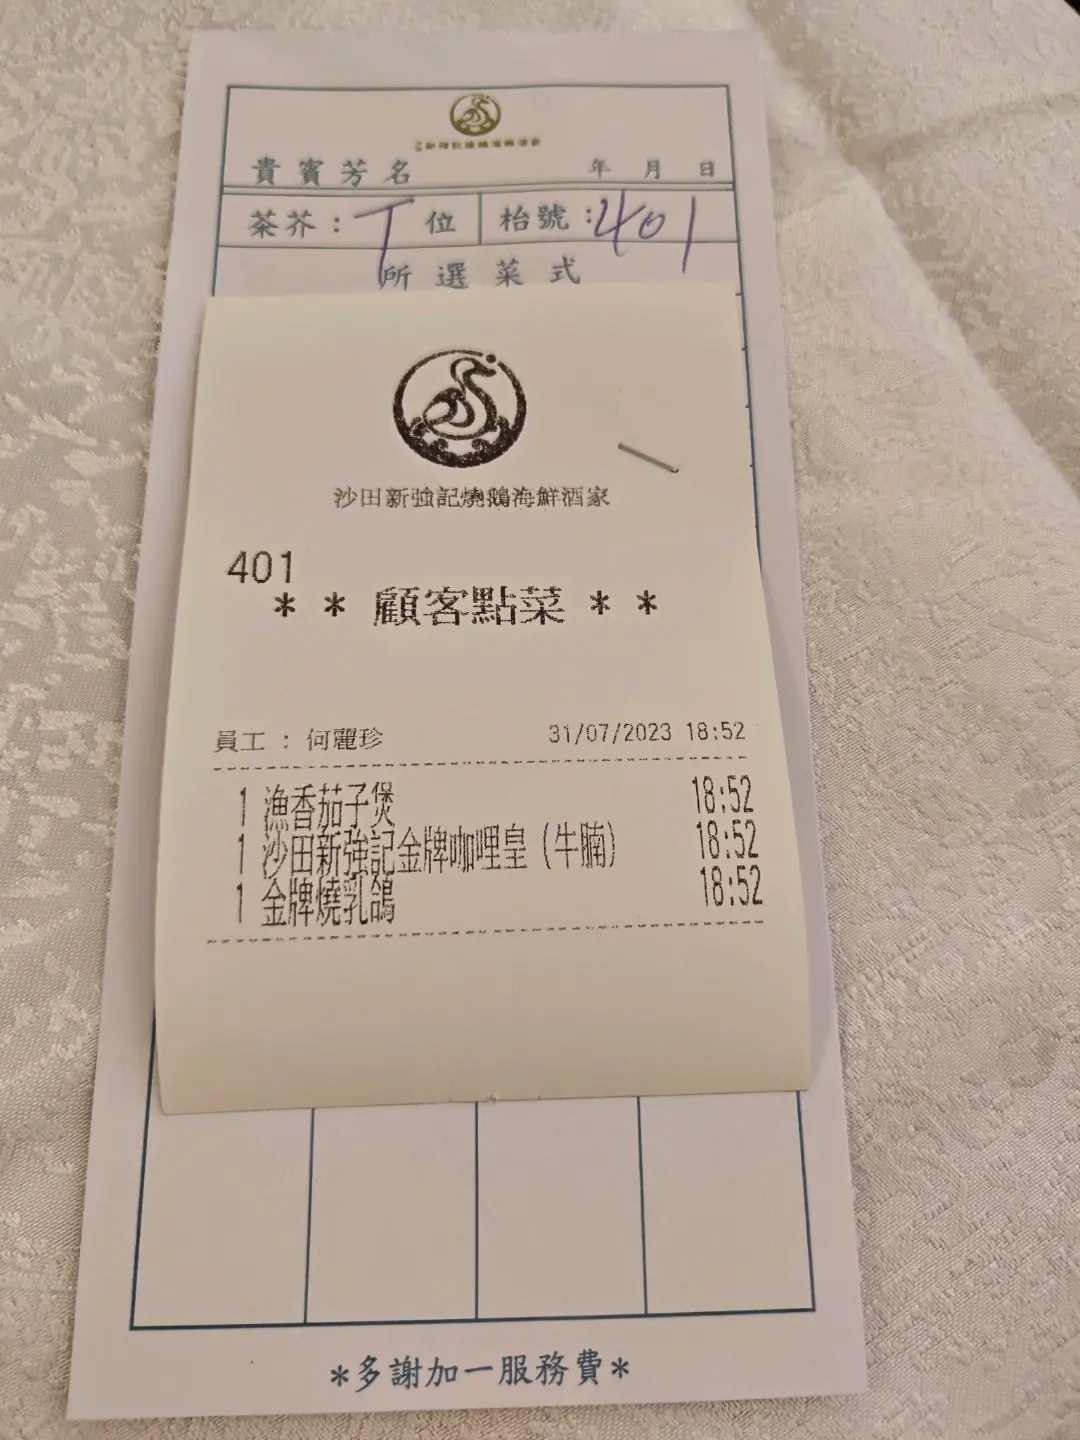 貴賓芳名 年 月 日
茶芥：T位 枱號：401
所選菜式
沙田新強記燒鵝海鮮酒家
401
＊＊ 顧客點菜 ＊＊
員工 : 何麗珍 31/07/2023 18:52
1 漁香茄子煲 18:52
1 沙田新強記金牌咖哩皇 (牛腩) 18:52
1 金牌燒乳鴿 18:52
*多謝加一服務費*